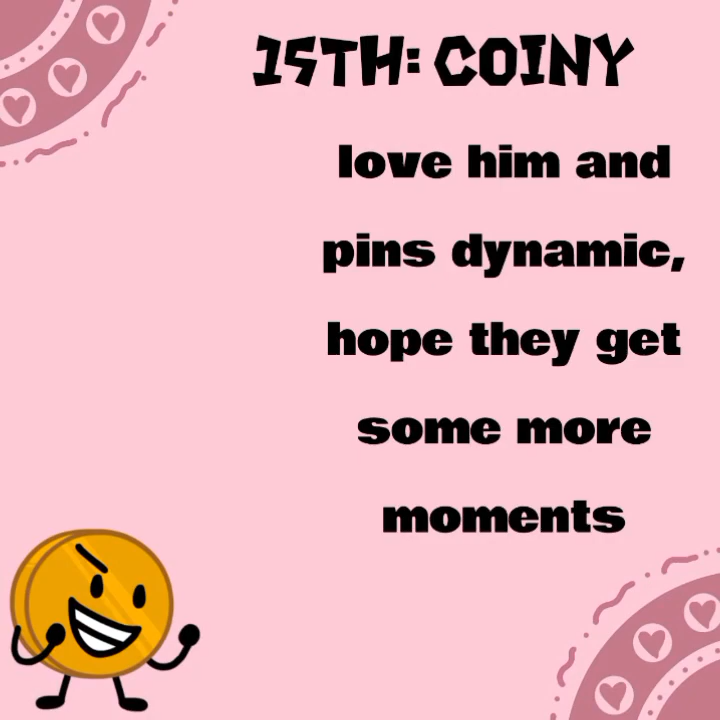 15TH: COINY
love him and
pins dynamic,
hope they get
some more
moments